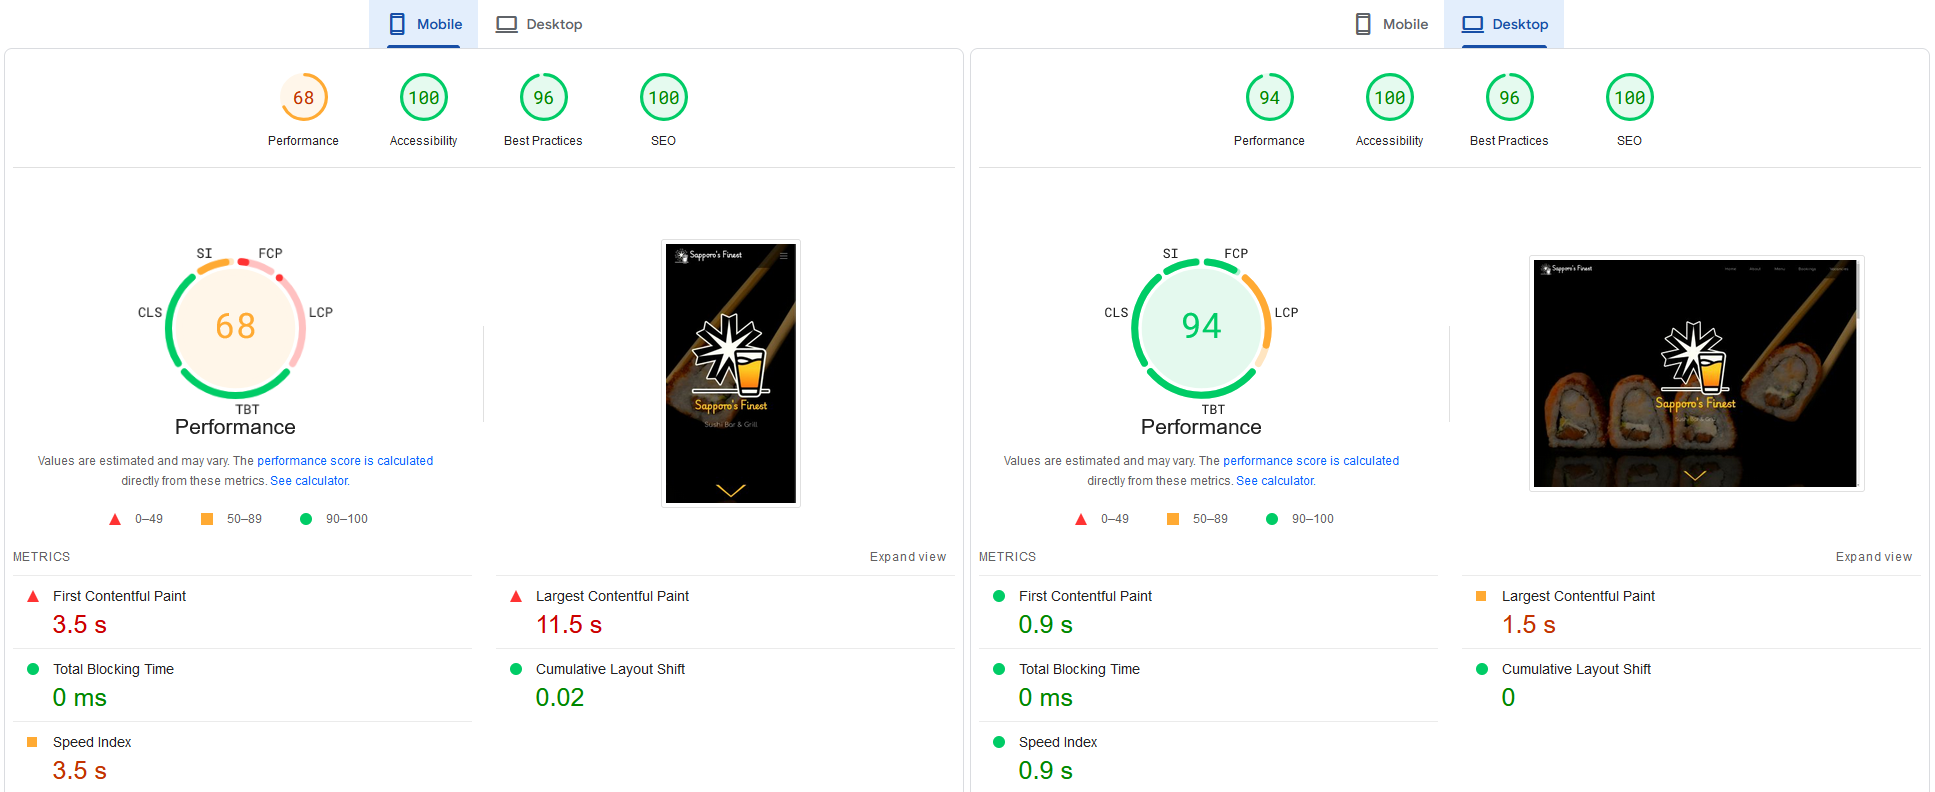 Mobile
Desktop
68
100
96
100
Performance
Accessibility
Best Practices
SEO
SI
FCP
CLS
LCP
68
TBT
Performance
Values are estimated and may vary. The performance score is calculated
directly from these metrics. See calculator.
0–49
50–89
90–100
Sapporo's Finest
Sapporo's Finest
Sushi Bar & Grill
METRICS
Expand view
First Contentful Paint
3.5 s
Largest Contentful Paint
11.5 s
Total Blocking Time
0 ms
Cumulative Layout Shift
0.02
Speed Index
3.5 s
Mobile
Desktop
94
100
96
100
Performance
Accessibility
Best Practices
SEO
SI
FCP
CLS
LCP
94
TBT
Performance
Values are estimated and may vary. The performance score is calculated
directly from these metrics. See calculator.
0–49
50–89
90–100
Sapporo's Finest
Home About Menu Bookings
Sapporo's Finest
Sushi Bar & Grill
METRICS
Expand view
First Contentful Paint
0.9 s
Largest Contentful Paint
1.5 s
Total Blocking Time
0 ms
Cumulative Layout Shift
0
Speed Index
0.9 s